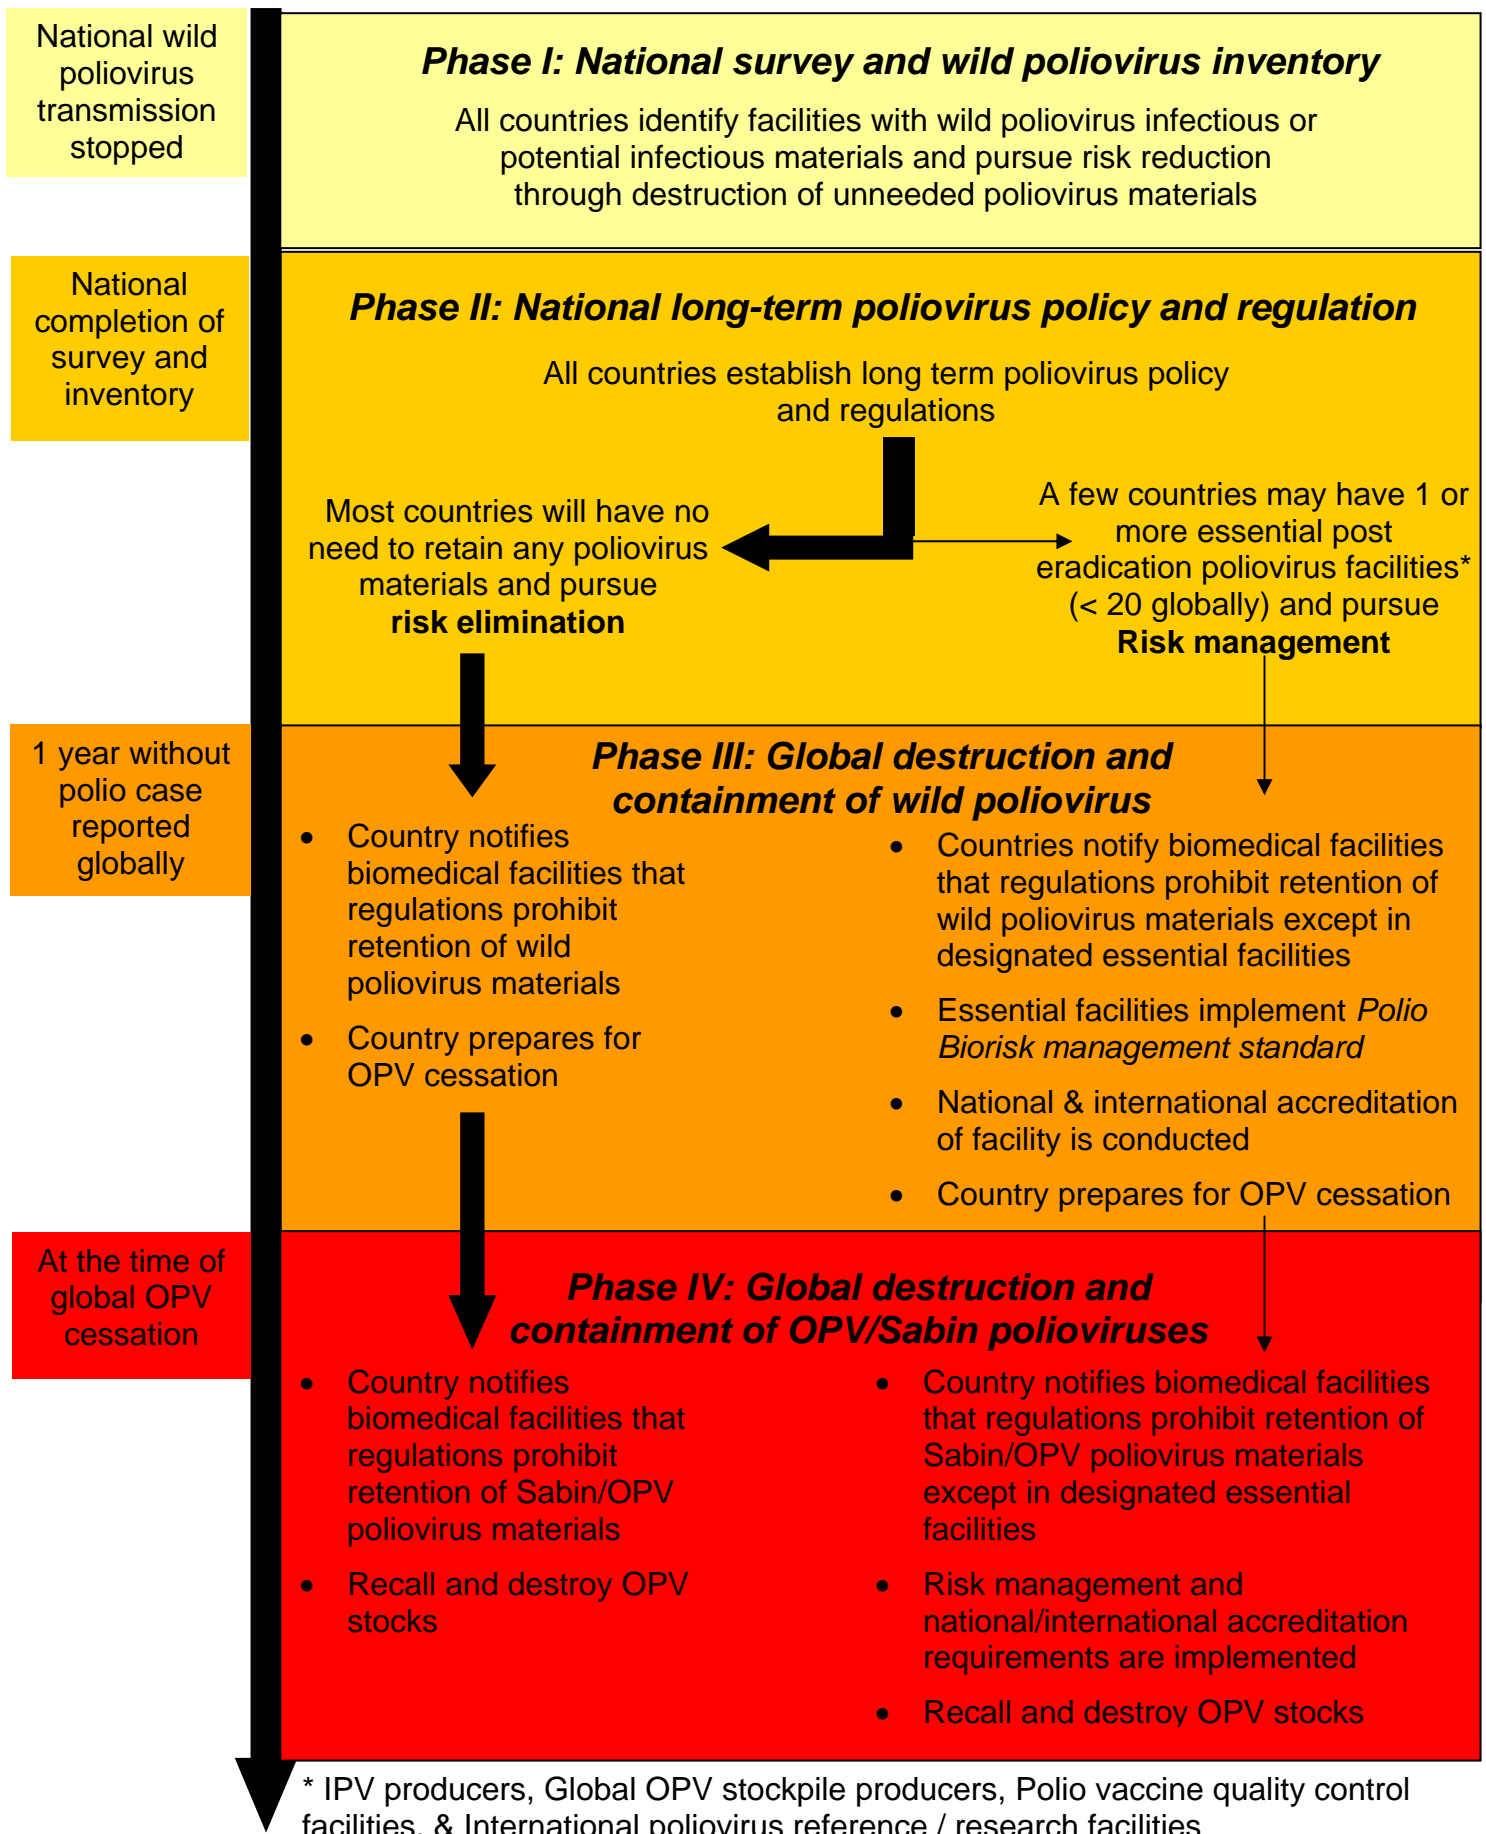 National wild
poliovirus
transmission
stopped
Phase I: National survey and wild poliovirus inventory
All countries identify facilities with wild poliovirus infectious or
potential infectious materials and pursue risk reduction
through destruction of unneeded poliovirus materials
National
completion of
survey and
inventory
Phase II: National long-term poliovirus policy and regulation
All countries establish long term poliovirus policy
and regulations
Most countries will have no
need to retain any poliovirus
materials and pursue
risk elimination
A few countries may have 1 or
more essential post
eradication poliovirus facilities*
(< 20 globally) and pursue
Risk management
1 year without
polio case
reported
globally
Phase III: Global destruction and
containment of wild poliovirus
• Country notifies
biomedical facilities that
regulations prohibit
retention of wild
poliovirus materials
• Country prepares for
OPV cessation
• Countries notify biomedical facilities
that regulations prohibit retention of
wild poliovirus materials except in
designated essential facilities
• Essential facilities implement Polio
Biorisk management standard
• National & international accreditation
of facility is conducted
• Country prepares for OPV cessation
At the time of
global OPV
cessation
Phase IV: Global destruction and
containment of OPV/Sabin polioviruses
• Country notifies
biomedical facilities that
regulations prohibit
retention of Sabin/OPV
poliovirus materials
• Recall and destroy OPV
stocks
• Country notifies biomedical facilities
that regulations prohibit retention of
Sabin/OPV poliovirus materials
except in designated essential
facilities
• Risk management and
national/international accreditation
requirements are implemented
• Recall and destroy OPV stocks
* IPV producers, Global OPV stockpile producers, Polio vaccine quality control
facilities, & International poliovirus reference / research facilities